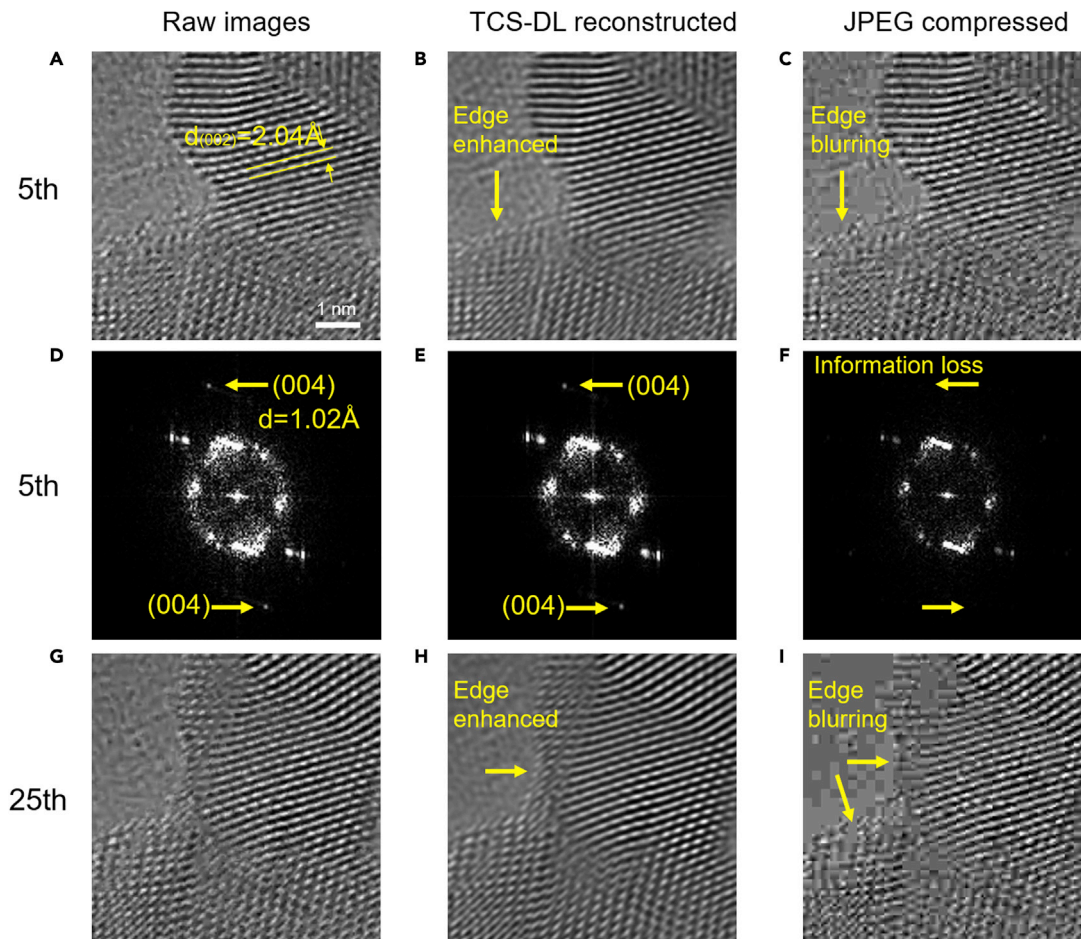 Raw images
TCS-DL reconstructed
JPEG compressed
A
B
C
5th
d(002)=2.04Å
1 nm
Edge
enhanced
Edge
blurring
D
E
F
5th
(004)
d=1.02Å
(004)
(004)
(004)
Information loss
G
H
I
25th
Edge
enhanced
Edge
blurring